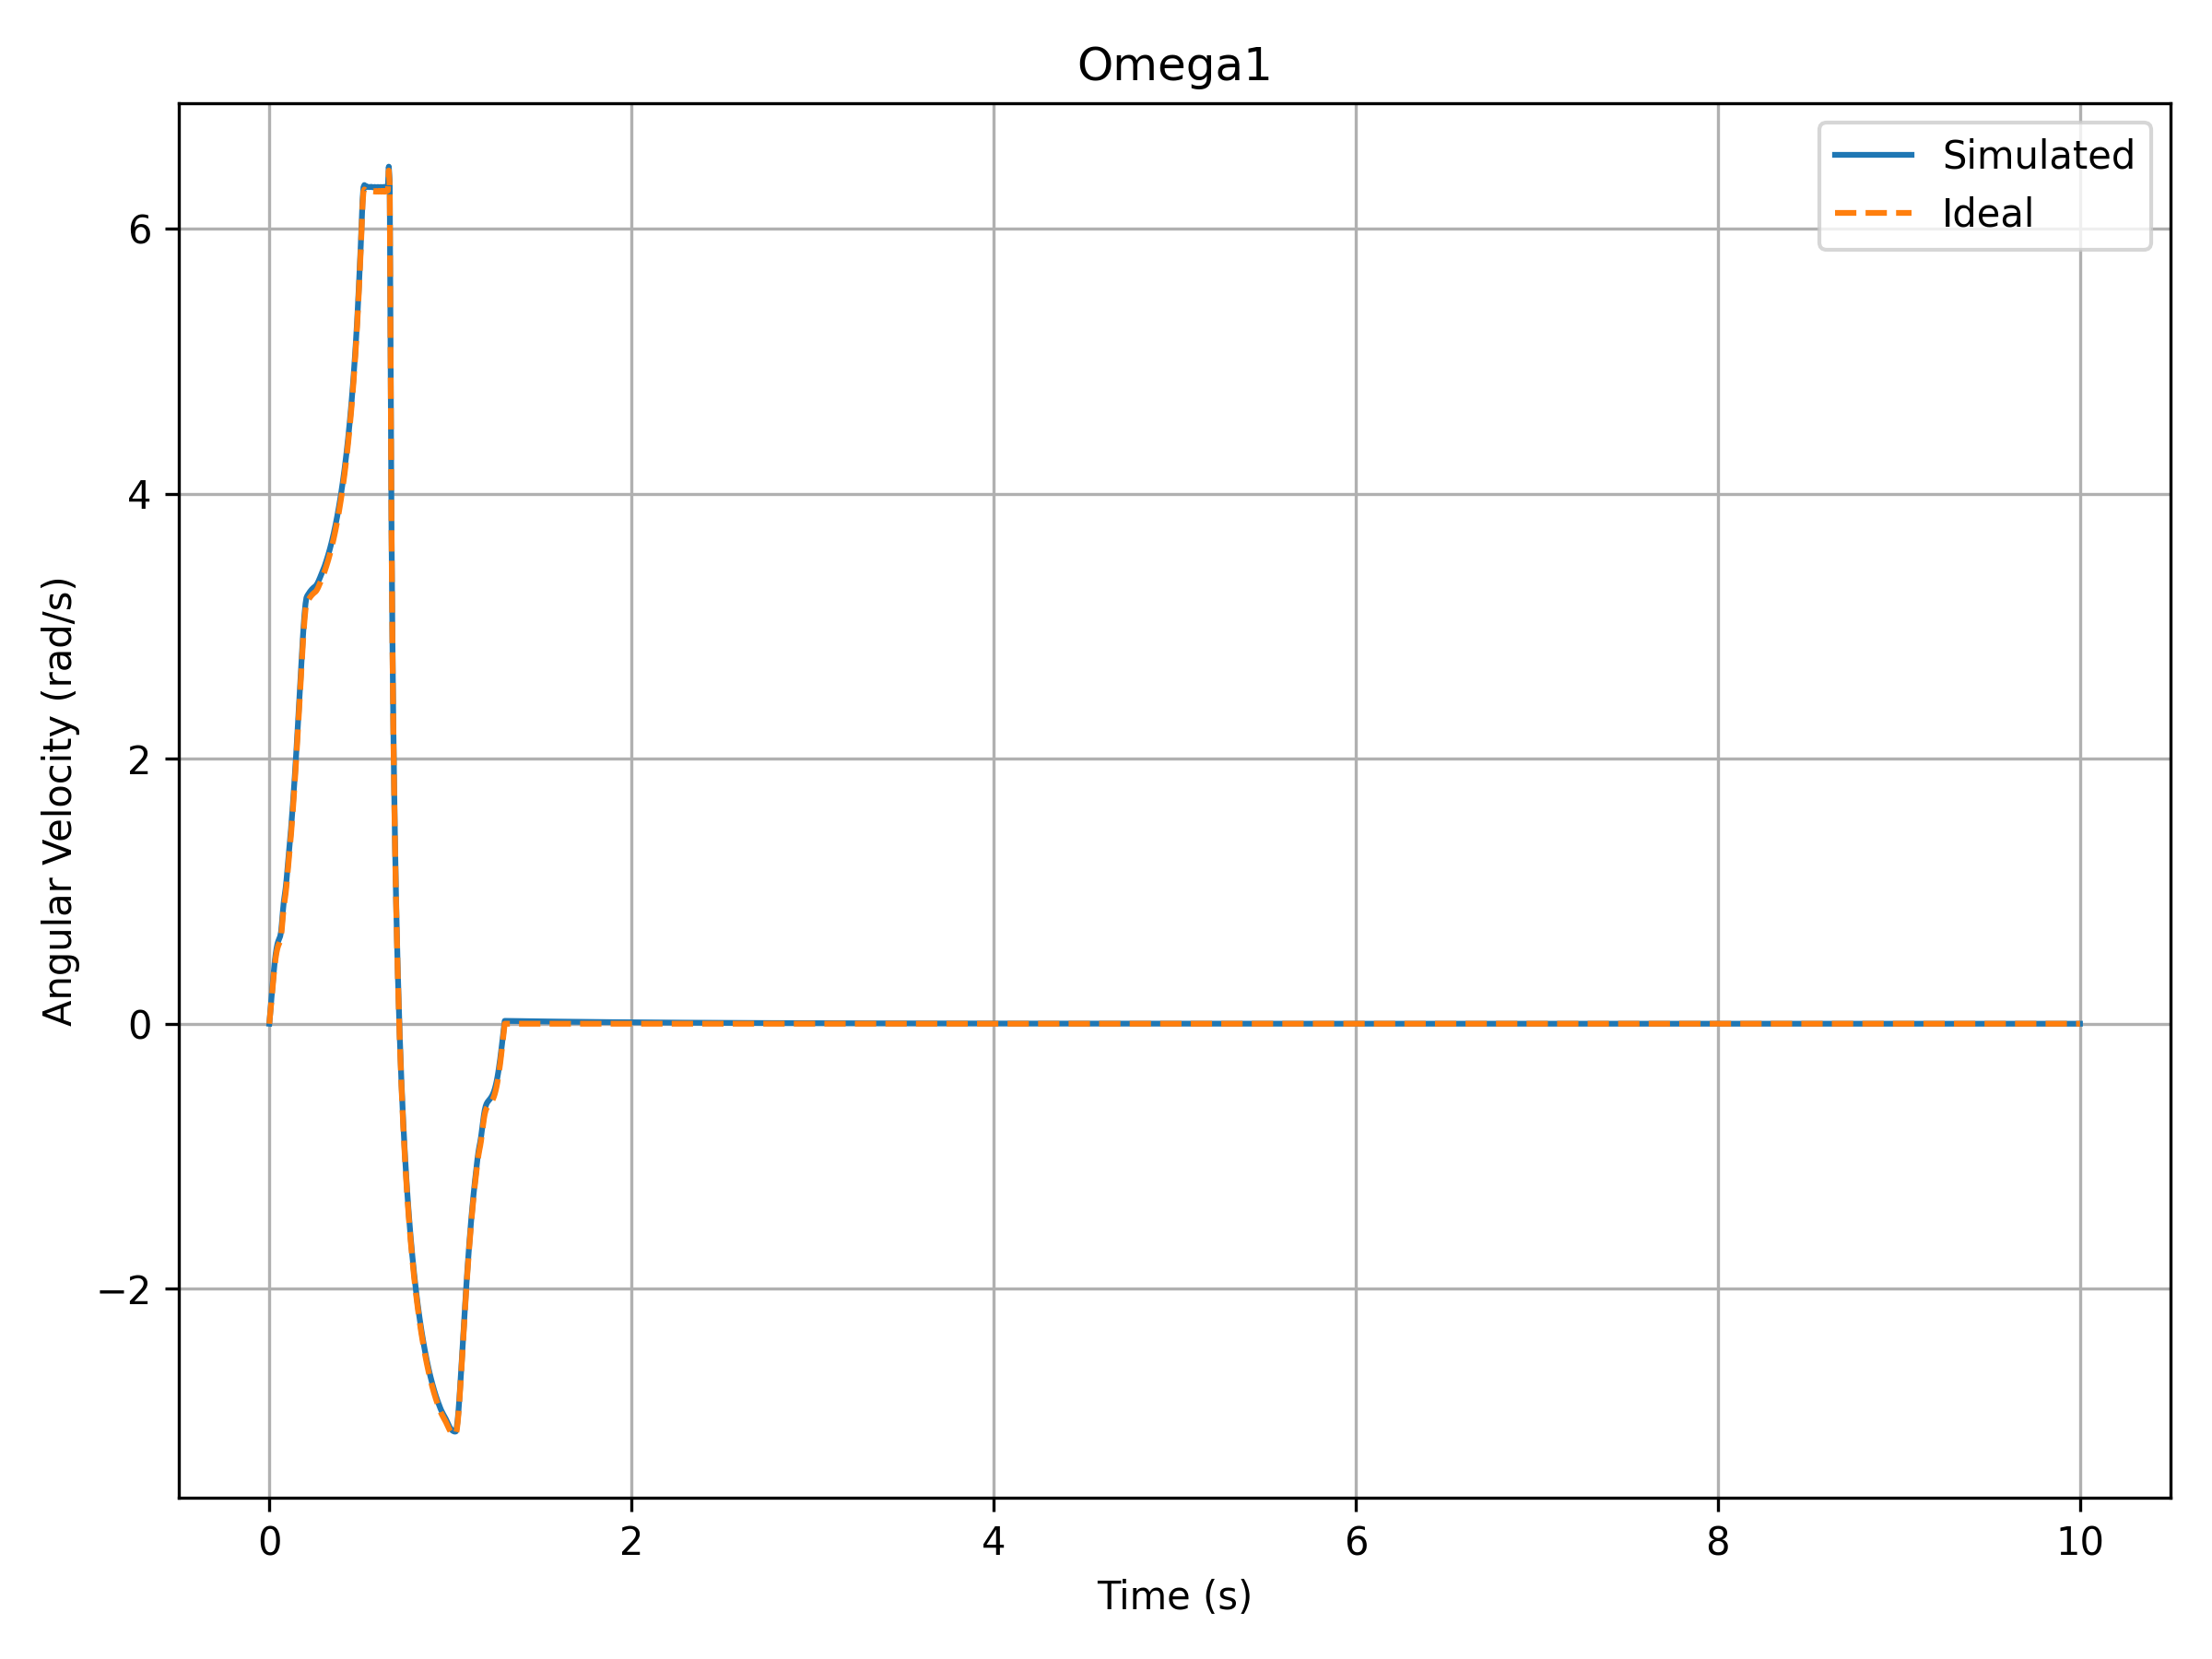 Omega1
Simulated
Ideal
Angular Velocity (rad/s)
6
4
2
0
−2
0 2 4 6 8 10
Time (s)